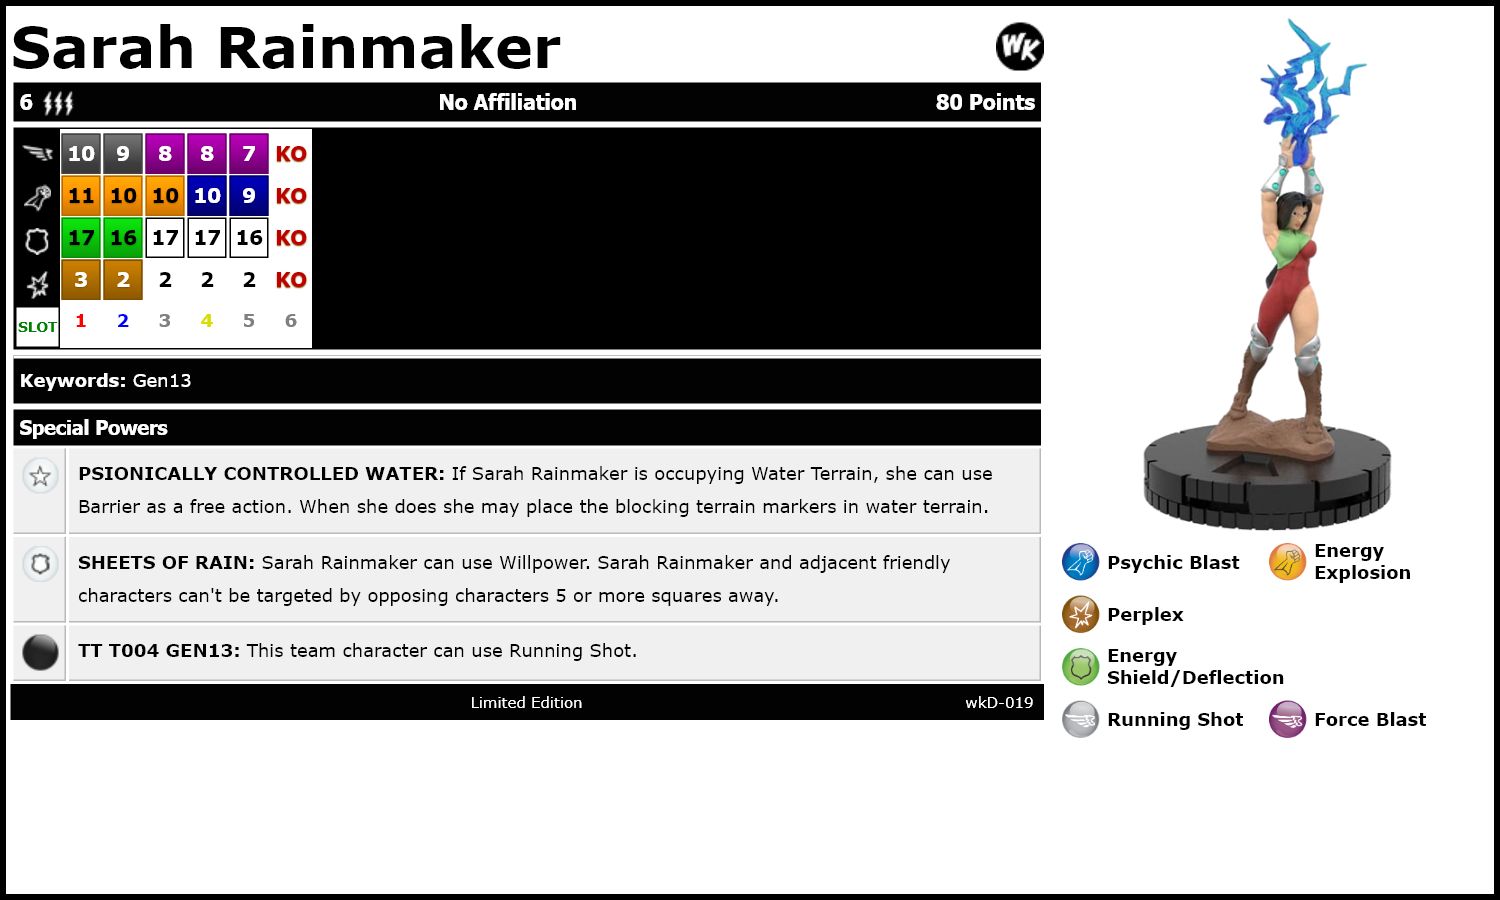 Sarah Rainmaker
WK
6 No Affiliation 80 Points
10 9 8 8 7 KO
11 10 10 10 9 KO
17 16 17 17 16 KO
3 2 2 2 2 KO
SLOT 1 2 3 4 5 6
Keywords: Gen13
Special Powers
PSIONICALLY CONTROLLED WATER: If Sarah Rainmaker is occupying Water Terrain, she can use
Barrier as a free action. When she does she may place the blocking terrain markers in water terrain.
SHEETS OF RAIN: Sarah Rainmaker can use Willpower. Sarah Rainmaker and adjacent friendly
characters can't be targeted by opposing characters 5 or more squares away.
TT T004 GEN13: This team character can use Running Shot.
Limited Edition wkD-019
Psychic Blast
Energy
Explosion
Perplex
Energy
Shield/Deflection
Running Shot
Force Blast